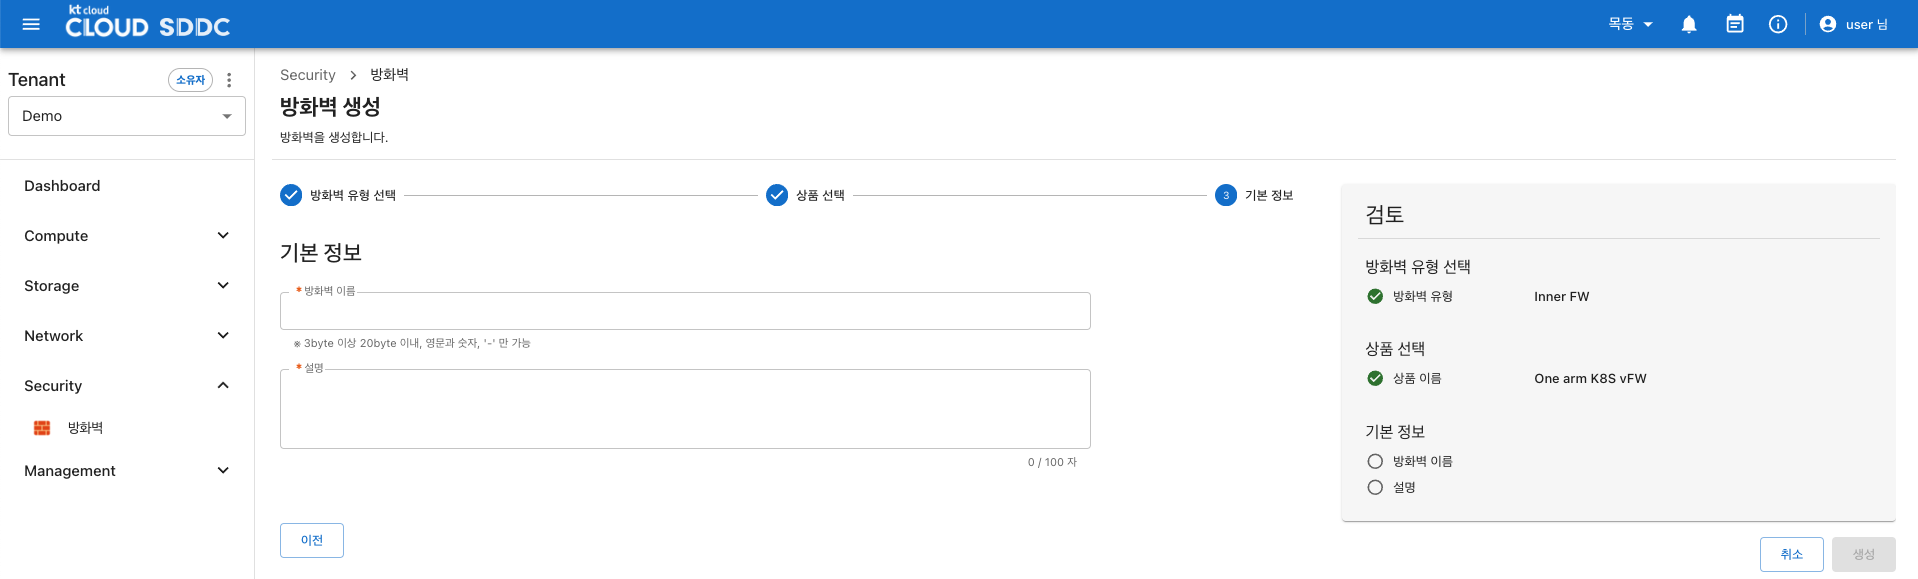 kt cloud
CLOUD SDDC
목동
user 님
Tenant
소유자
Demo
Dashboard
Compute
Storage
Network
Security
방화벽
Management
Security > 방화벽
방화벽 생성
방화벽을 생성합니다.
방화벽 유형 선택
상품 선택
3 기본 정보
기본 정보
* 방화벽 이름
※ 3byte 이상 20byte 이내, 영문과 숫자, '-' 만 가능
* 설명
0 / 100 자
이전
검토
방화벽 유형 선택
방화벽 유형 Inner FW
상품 선택
상품 이름 One arm K8S vFW
기본 정보
방화벽 이름
설명
취소
생성